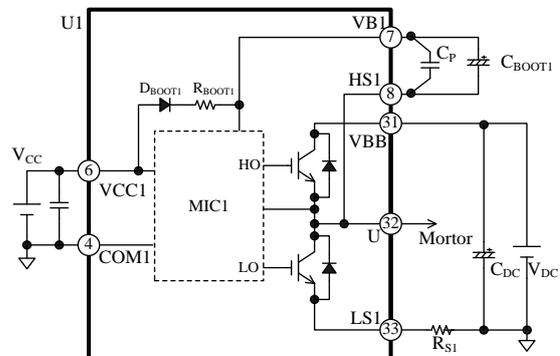 U1
VB1
7
CP
CBOOT1
DBOOT1
RBOOT1
HS1
8
31
VBB
VCC
6
VCC1
HO
MIC1
32
U
Mortor
4
COM1
LO
CDC
VDC
LS1
33
RS1